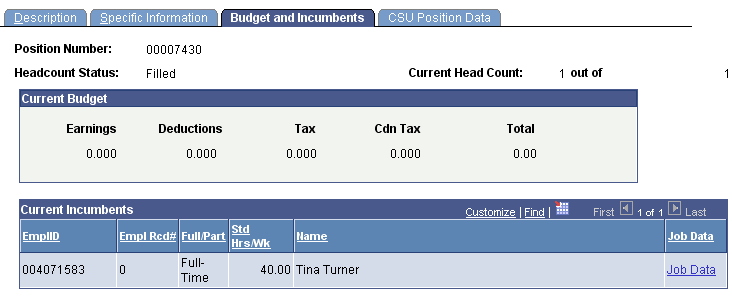 Description Specific Information Budget and Incumbents CSU Position Data
Position Number: 00007430
Headcount Status: Filled Current Head Count: 1 out of 1
Current Budget
Earnings Deductions Tax Cdn Tax Total
0.000 0.000 0.000 0.000 0.00
Current Incumbents Customize | Find | First 1 of 1 Last
EmplID Empl Rcd# Full/Part Std Hrs/Wk Name Job Data
004071583 0 Full-Time 40.00 Tina Turner Job Data